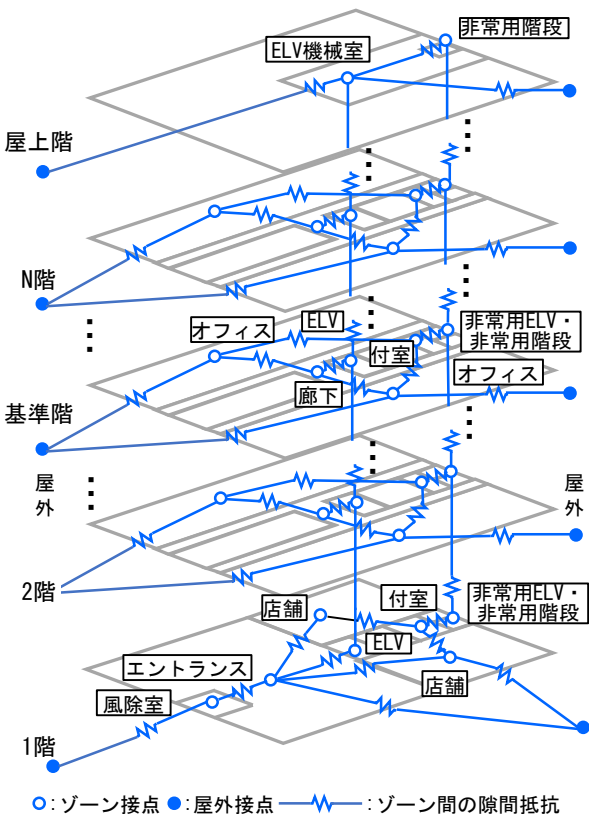 非常用階段
ELV機械室
屋上階
N階
ELV
オフィス
非常用ELV・
非常用階段
付室
オフィス
廊下
基準階
屋
外
屋
外
2階
店舗
付室
非常用ELV・
非常用階段
ELV
エントランス
店舗
風除室
1階
:ゾーン接点
:屋外接点
:ゾーン間の隙間抵抗